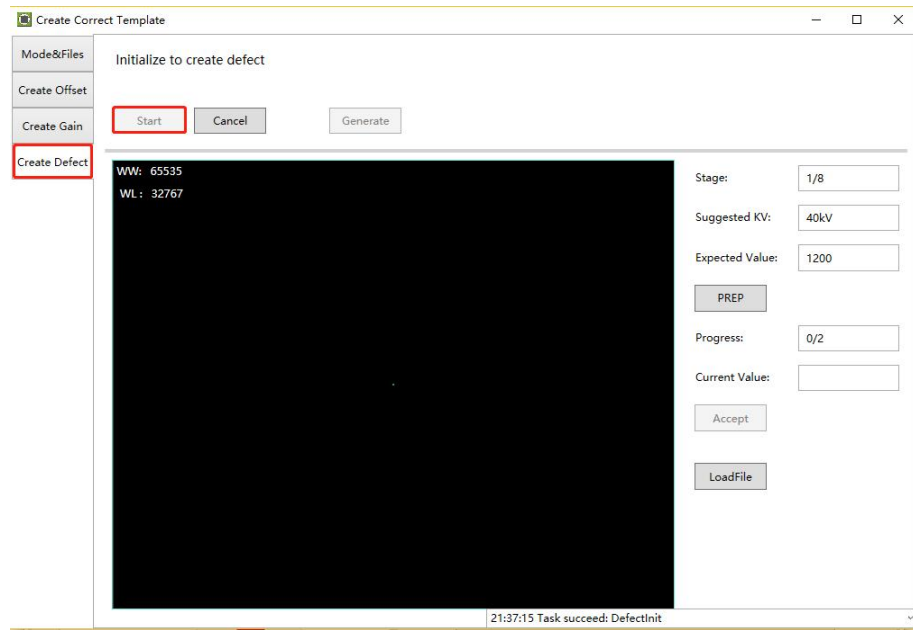 Create Correct Template
Mode&Files
Create Offset
Create Gain
Create Defect
Initialize to create defect
Start
Cancel
Generate
WW: 65535
WL: 32767
Stage:
1/8
Suggested KV:
40kV
Expected Value:
1200
PREP
Progress:
0/2
Current Value:
Accept
LoadFile
21:37:15 Task succeed: DefectInit